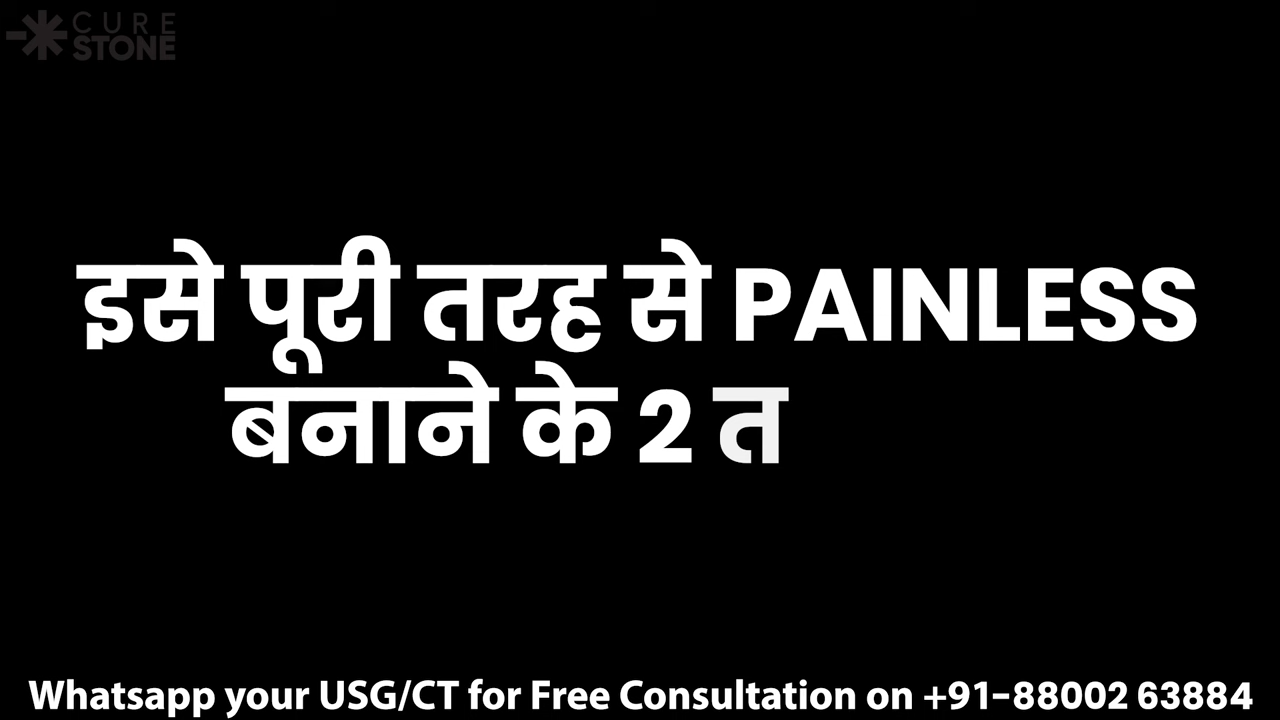 CURE
STONE
इसे पूरी तरह से PAINLESS
बनाने के 2 त
Whatsapp your USG/CT for Free Consultation on +91-88002 63884